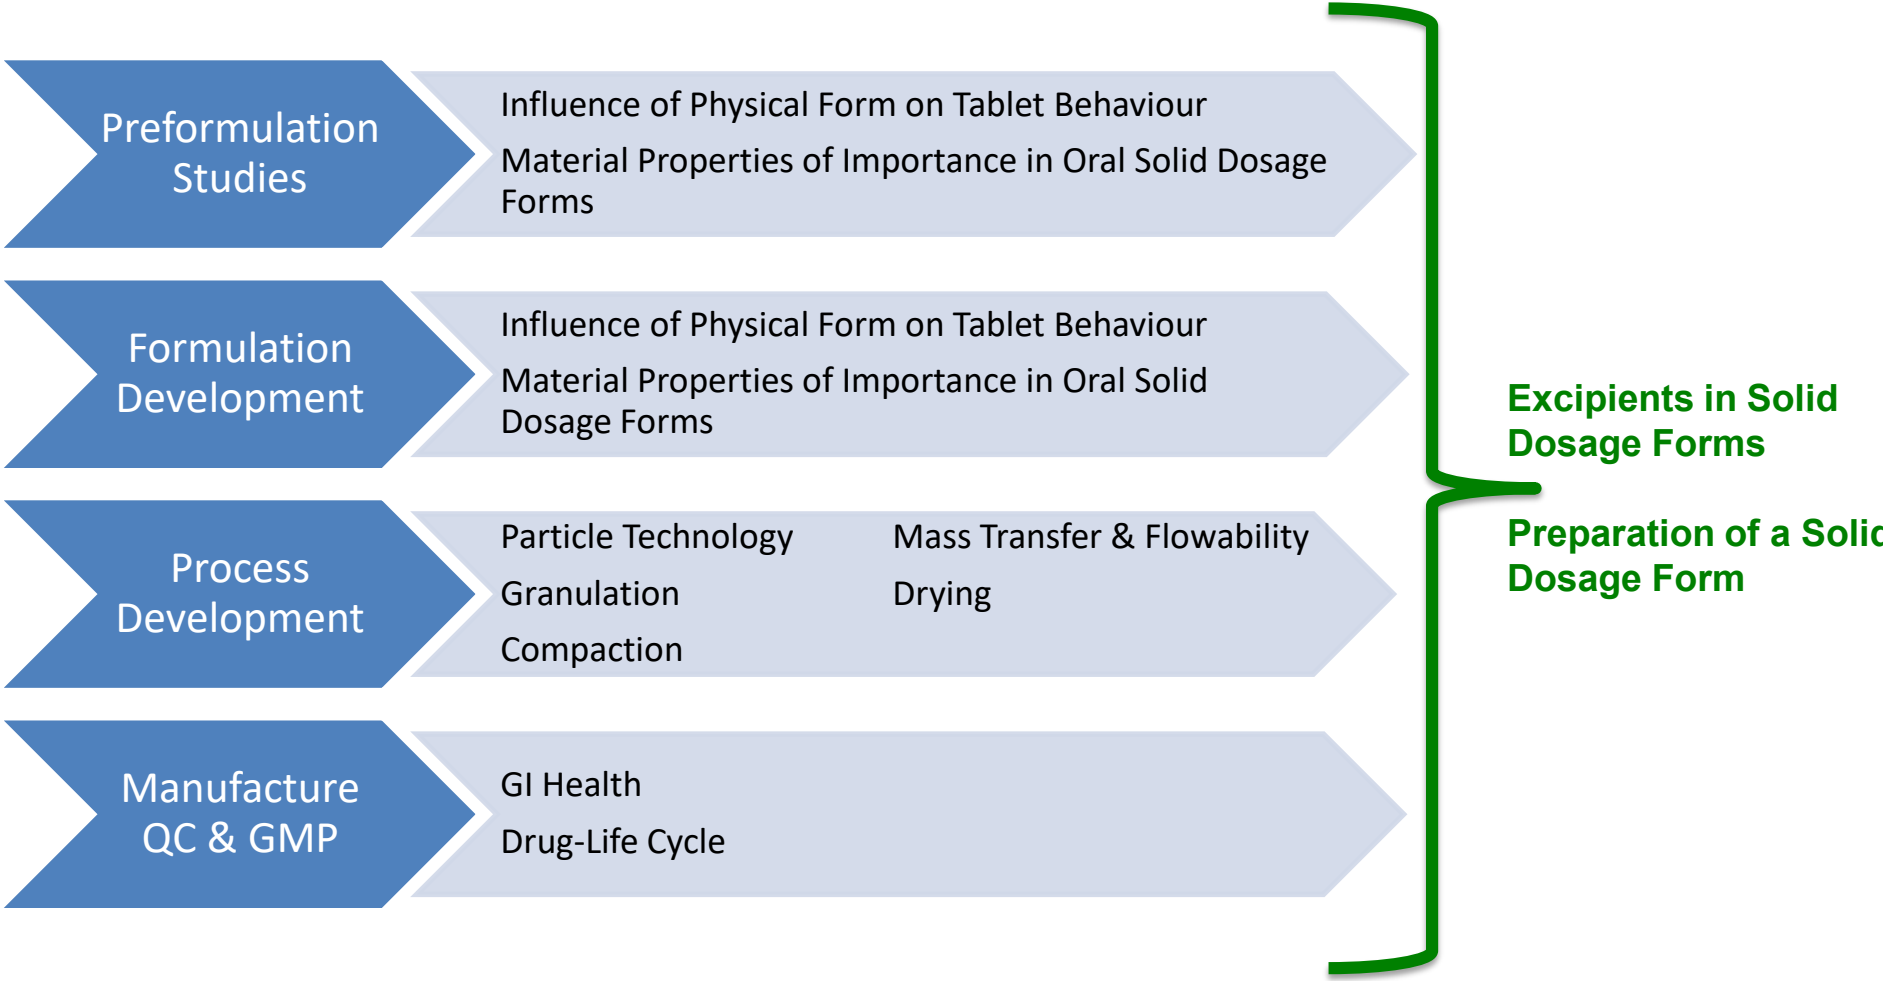 Preformulation
Studies
Influence of Physical Form on Tablet Behaviour
Material Properties of Importance in Oral Solid Dosage
Forms
Formulation
Development
Influence of Physical Form on Tablet Behaviour
Material Properties of Importance in Oral Solid
Dosage Forms
Process
Development
Particle Technology
Granulation
Compaction
Mass Transfer & Flowability
Drying
Manufacture
QC & GMP
GI Health
Drug-Life Cycle
Excipients in Solid
Dosage Forms
Preparation of a Solid
Dosage Form